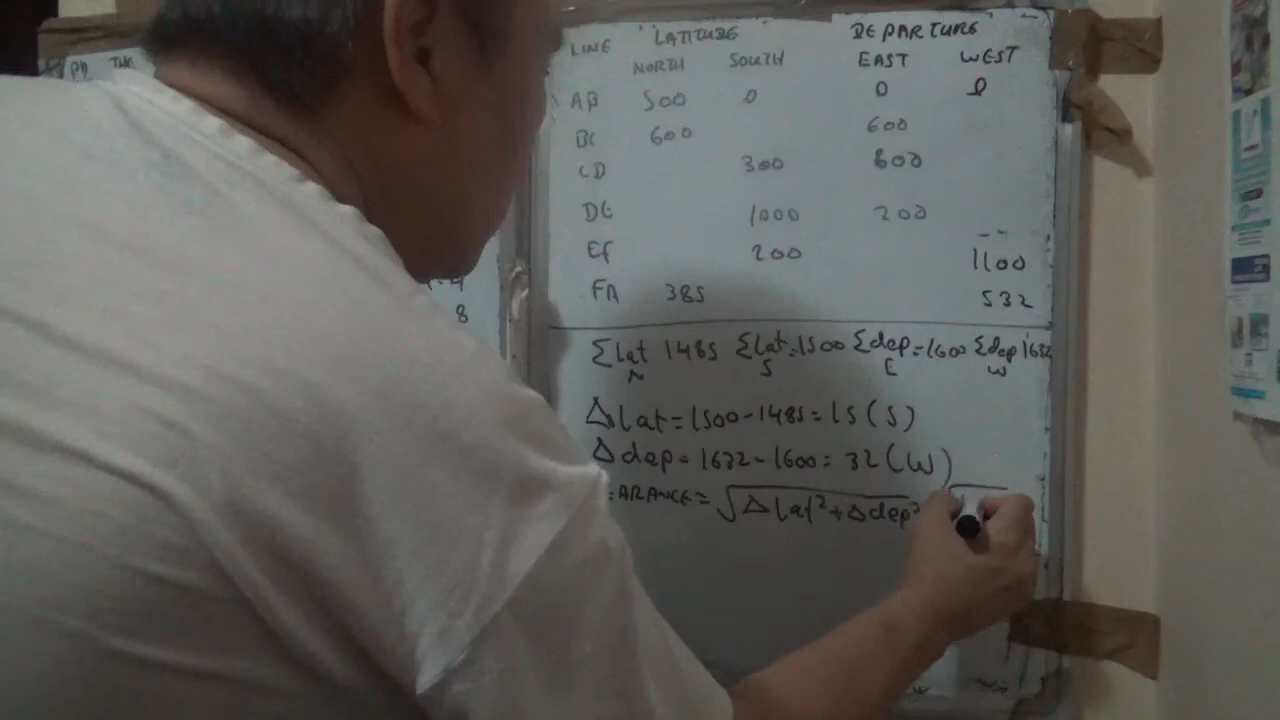 LINE LATITUDE DEPARTURE
NORTH SOUTH EAST WEST
AB 500 0 0 0
BC 600 600
CD 300 800
DE 1000 200
EF 200 1100
FA 385 532
Σlat N 1485 Σlat S=1500 Σdep E=1600 Σdep W 1632
Δlat=1500-1485=15(S)
Δdep=1632-1600=32(W)
=√Δlat²+Δdep²
8